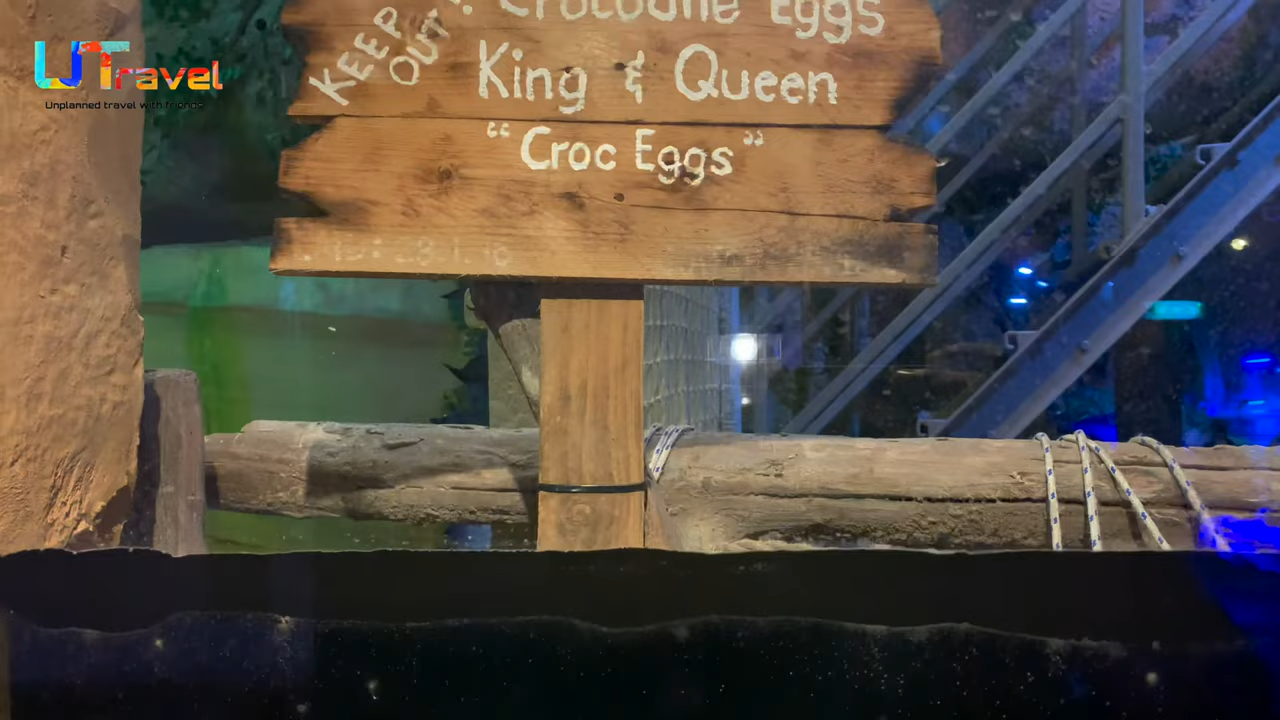 UTravel
Unplanned travel with friends
KEEP
OUT
: Crocodile Eggs
King & Queen
“Croc Eggs”